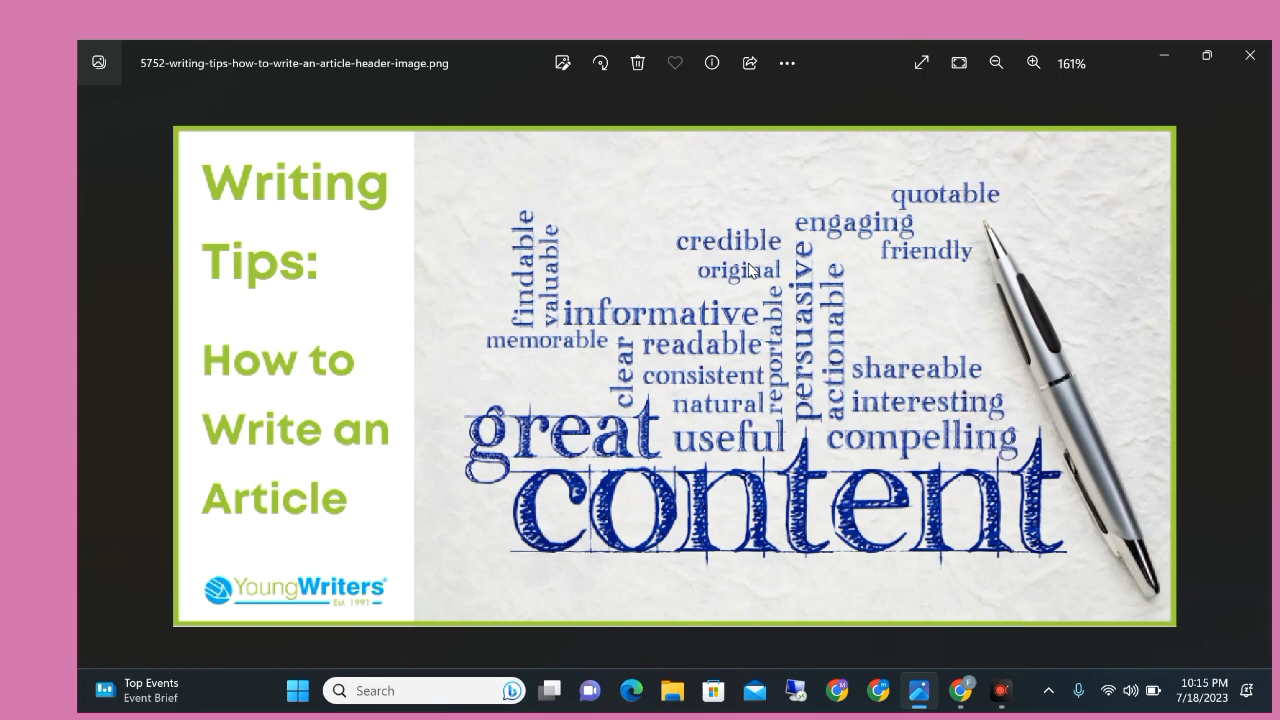 5752-writing-tips-how-to-write-an-article-header-image.png
161%
Writing
Tips:
How to
Write an
Article
YoungWriters®
Est. 1991
quotable
engaging
friendly
credible
original
findable
valuable
informative
memorable
clear
readable
consistent
natural
reportable
persuasive
actionable
shareable
interesting
great
useful
compelling
content
Top Events
Event Brief
Search
10:15 PM
7/18/2023